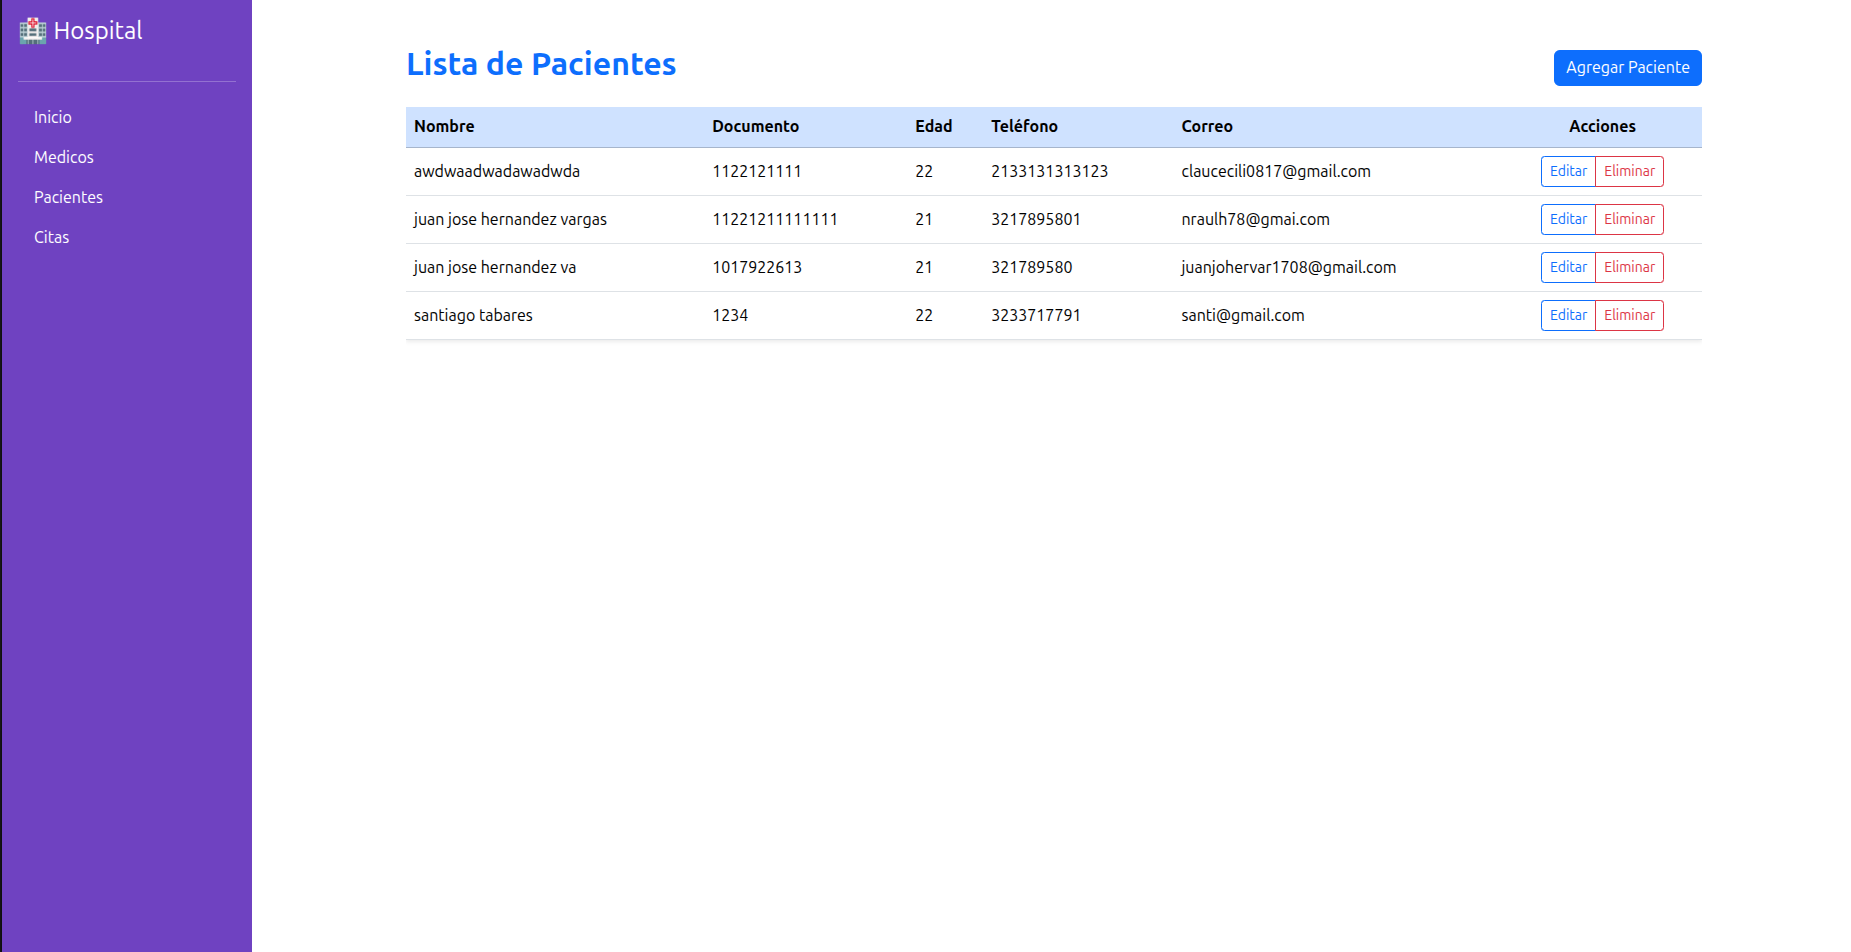 🏥 Hospital
Inicio
Medicos
Pacientes
Citas
Lista de Pacientes
Agregar Paciente
Nombre Documento Edad Teléfono Correo Acciones
awdwaadwadawadwda 1122121111 22 2133131313123 claucecili0817@gmail.com Editar Eliminar
juan jose hernandez vargas 11221211111111 21 3217895801 nraulh78@gmai.com Editar Eliminar
juan jose hernandez va 1017922613 21 321789580 juanjohervar1708@gmail.com Editar Eliminar
santiago tabares 1234 22 3233717791 santi@gmail.com Editar Eliminar